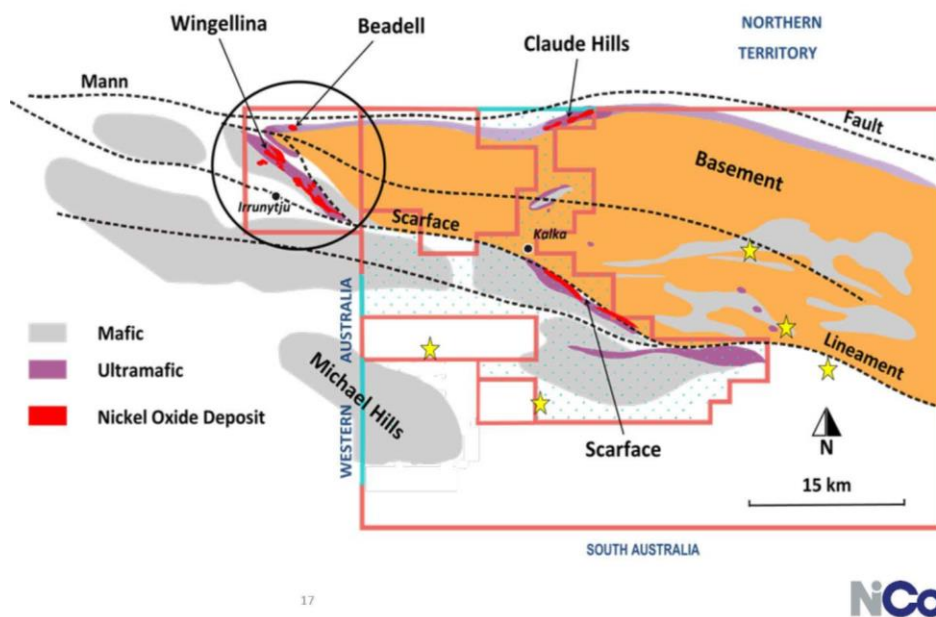 Wingellina
Beadell
Claude Hills
NORTHERN
TERRITORY
Mann
Fault
Basement
Irrunytju
Scarface
Kalka
WESTERN AUSTRALIA
Lineament
Mafic
Ultramafic
Nickel Oxide Deposit
Michael Hills
Scarface
N
15 km
SOUTH AUSTRALIA
17
NiCo